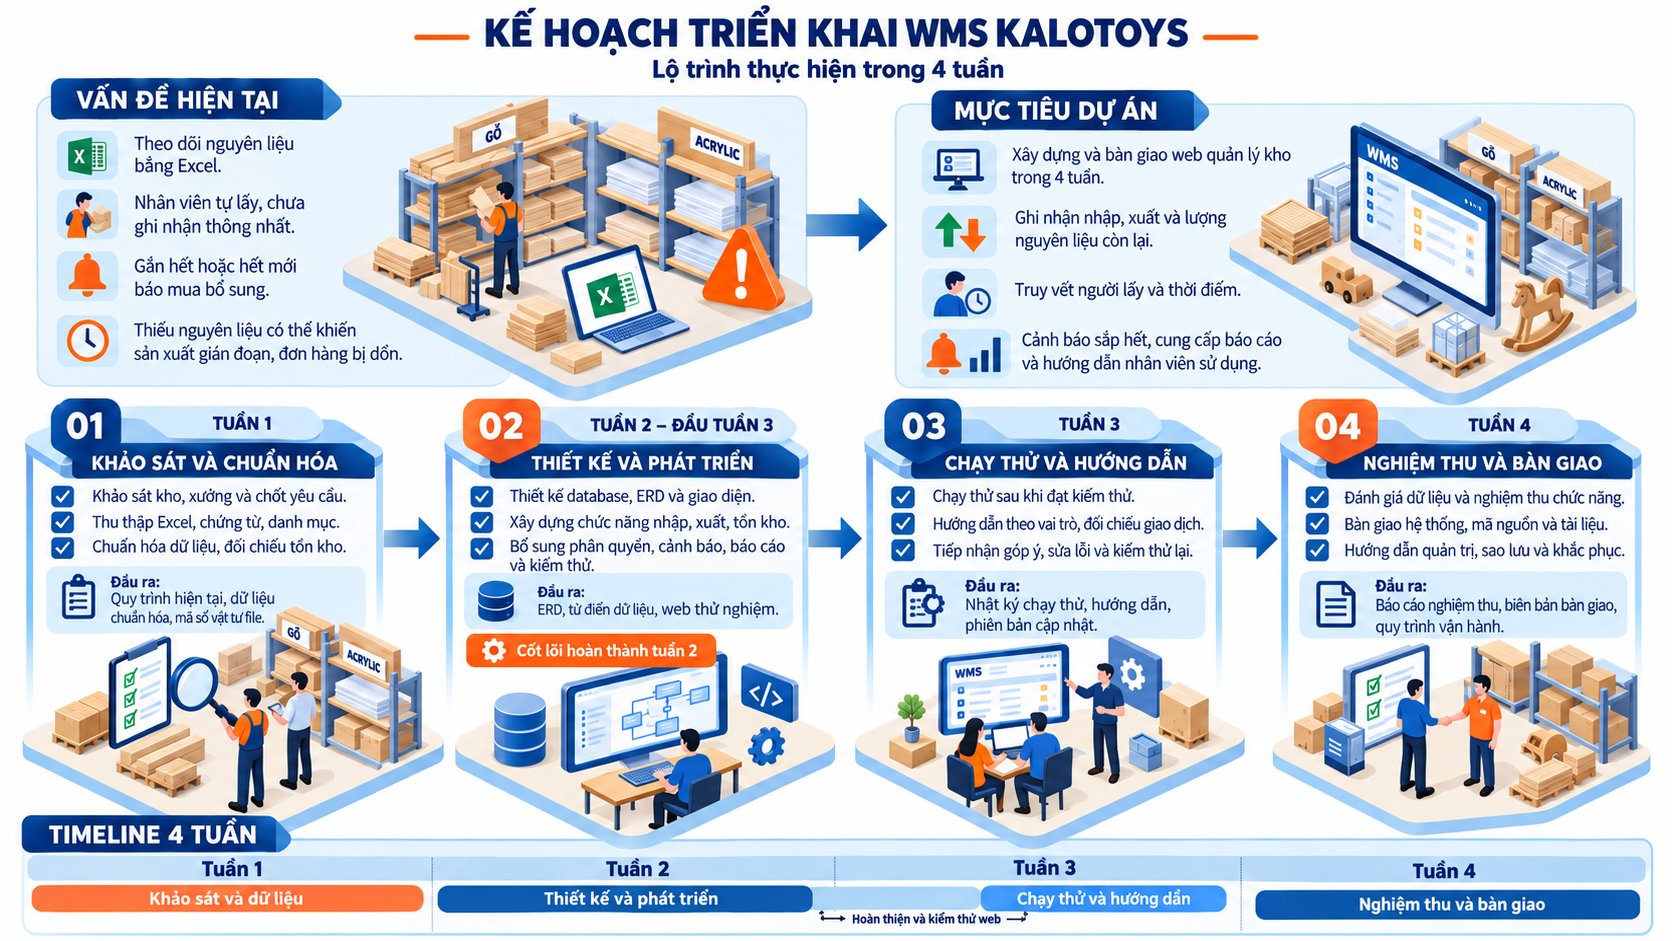 KẾ HOẠCH TRIỂN KHAI WMS KALOTOYS
Lộ trình thực hiện trong 4 tuần
VẤN ĐỀ HIỆN TẠI
Theo dõi nguyên liệu
bằng Excel.
Nhân viên tự lấy, chưa
ghi nhận thống nhất.
Gần hết hoặc hết mới
báo mua bổ sung.
Thiếu nguyên liệu có thể khiến
sản xuất gián đoạn, đơn hàng bị dồn.
GỖ
ACRYLIC
X
X
MỤC TIÊU DỰ ÁN
Xây dựng và bàn giao web quản lý kho
trong 4 tuần.
Ghi nhận nhập, xuất và lượng
nguyên liệu còn lại.
Truy vết người lấy và thời điểm.
Cảnh báo sắp hết, cung cấp báo cáo
và hướng dẫn nhân viên sử dụng.
WMS
GỖ
ACRYLIC
01
TUẦN 1
KHẢO SÁT VÀ CHUẨN HÓA
Khảo sát kho, xưởng và chốt yêu cầu.
Thu thập Excel, chứng từ, danh mục.
Chuẩn hóa dữ liệu, đối chiếu tồn kho.
Đầu ra:
Quy trình hiện tại, dữ liệu
chuẩn hóa, mã số vật tư file.
GỖ
ACRYLIC
02
TUẦN 2 – ĐẦU TUẦN 3
THIẾT KẾ VÀ PHÁT TRIỂN
Thiết kế database, ERD và giao diện.
Xây dựng chức năng nhập, xuất, tồn kho.
Bổ sung phân quyền, cảnh báo, báo cáo
và kiểm thử.
Đầu ra:
ERD, từ điển dữ liệu, web thử nghiệm.
Cốt lõi hoàn thành tuần 2
</>
03
TUẦN 3
CHẠY THỬ VÀ HƯỚNG DẪN
Chạy thử sau khi đạt kiểm thử.
Hướng dẫn theo vai trò, đối chiếu giao dịch.
Tiếp nhận góp ý, sửa lỗi và kiểm thử lại.
Đầu ra:
Nhật ký chạy thử, hướng dẫn,
phiên bản cập nhật.
WMS
04
TUẦN 4
NGHIỆM THU VÀ BÀN GIAO
Đánh giá dữ liệu và nghiệm thu chức năng.
Bàn giao hệ thống, mã nguồn và tài liệu.
Hướng dẫn quản trị, sao lưu và khắc phục.
Đầu ra:
Báo cáo nghiệm thu, biên bản bàn giao,
quy trình vận hành.
TIMELINE 4 TUẦN
Tuần 1
Tuần 2
Tuần 3
Tuần 4
Khảo sát và dữ liệu
Thiết kế và phát triển
Chạy thử và hướng dẫn
Nghiệm thu và bàn giao
Hoàn thiện và kiểm thử web